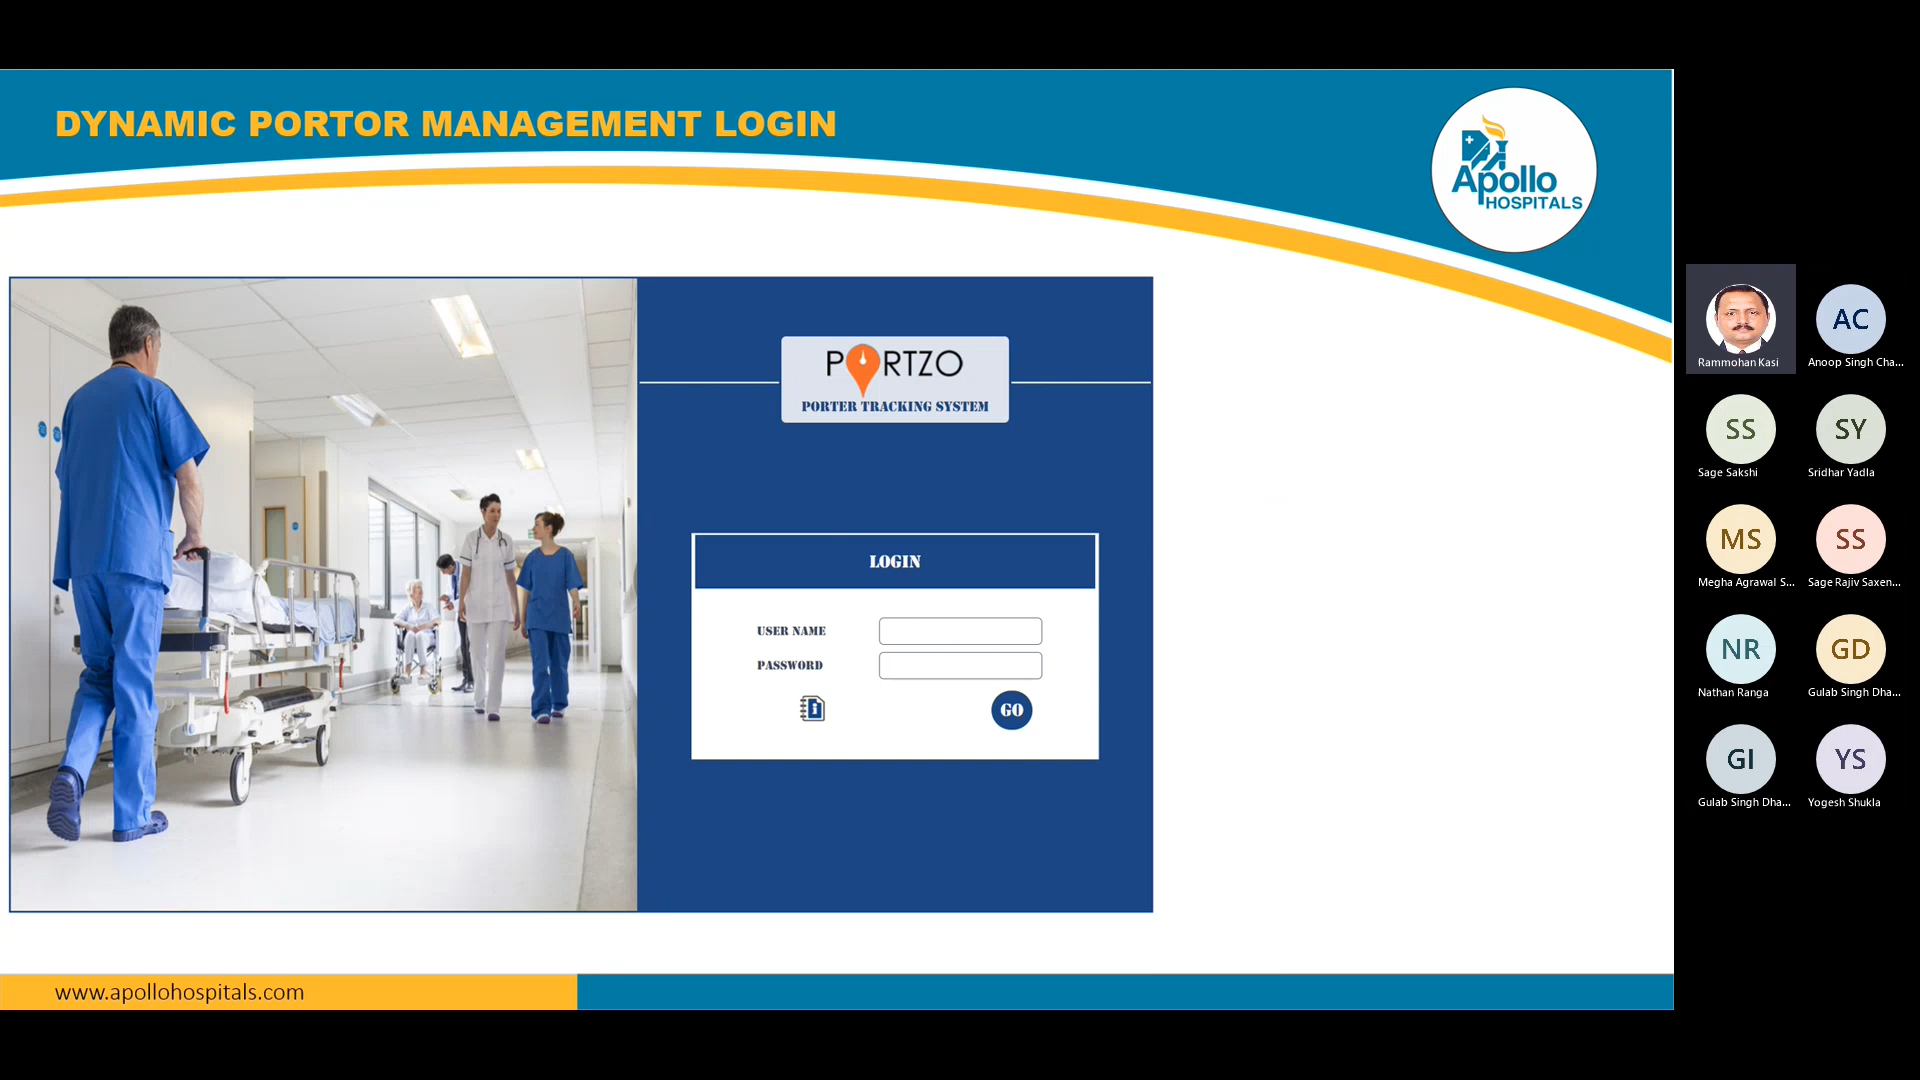 DYNAMIC PORTOR MANAGEMENT LOGIN
Apollo
HOSPITALS
PORTZO
PORTER TRACKING SYSTEM
LOGIN
USER NAME
PASSWORD
GO
www.apollohospitals.com
Rammohan Kasi
AC
Anoop Singh Cha...
SS
Sage Sakshi
SY
Sridhar Yadla
MS
Megha Agrawal S...
SS
Sage Rajiv Saxen...
NR
Nathan Ranga
GD
Gulab Singh Dha...
GI
Gulab Singh Dha...
YS
Yogesh Shukla